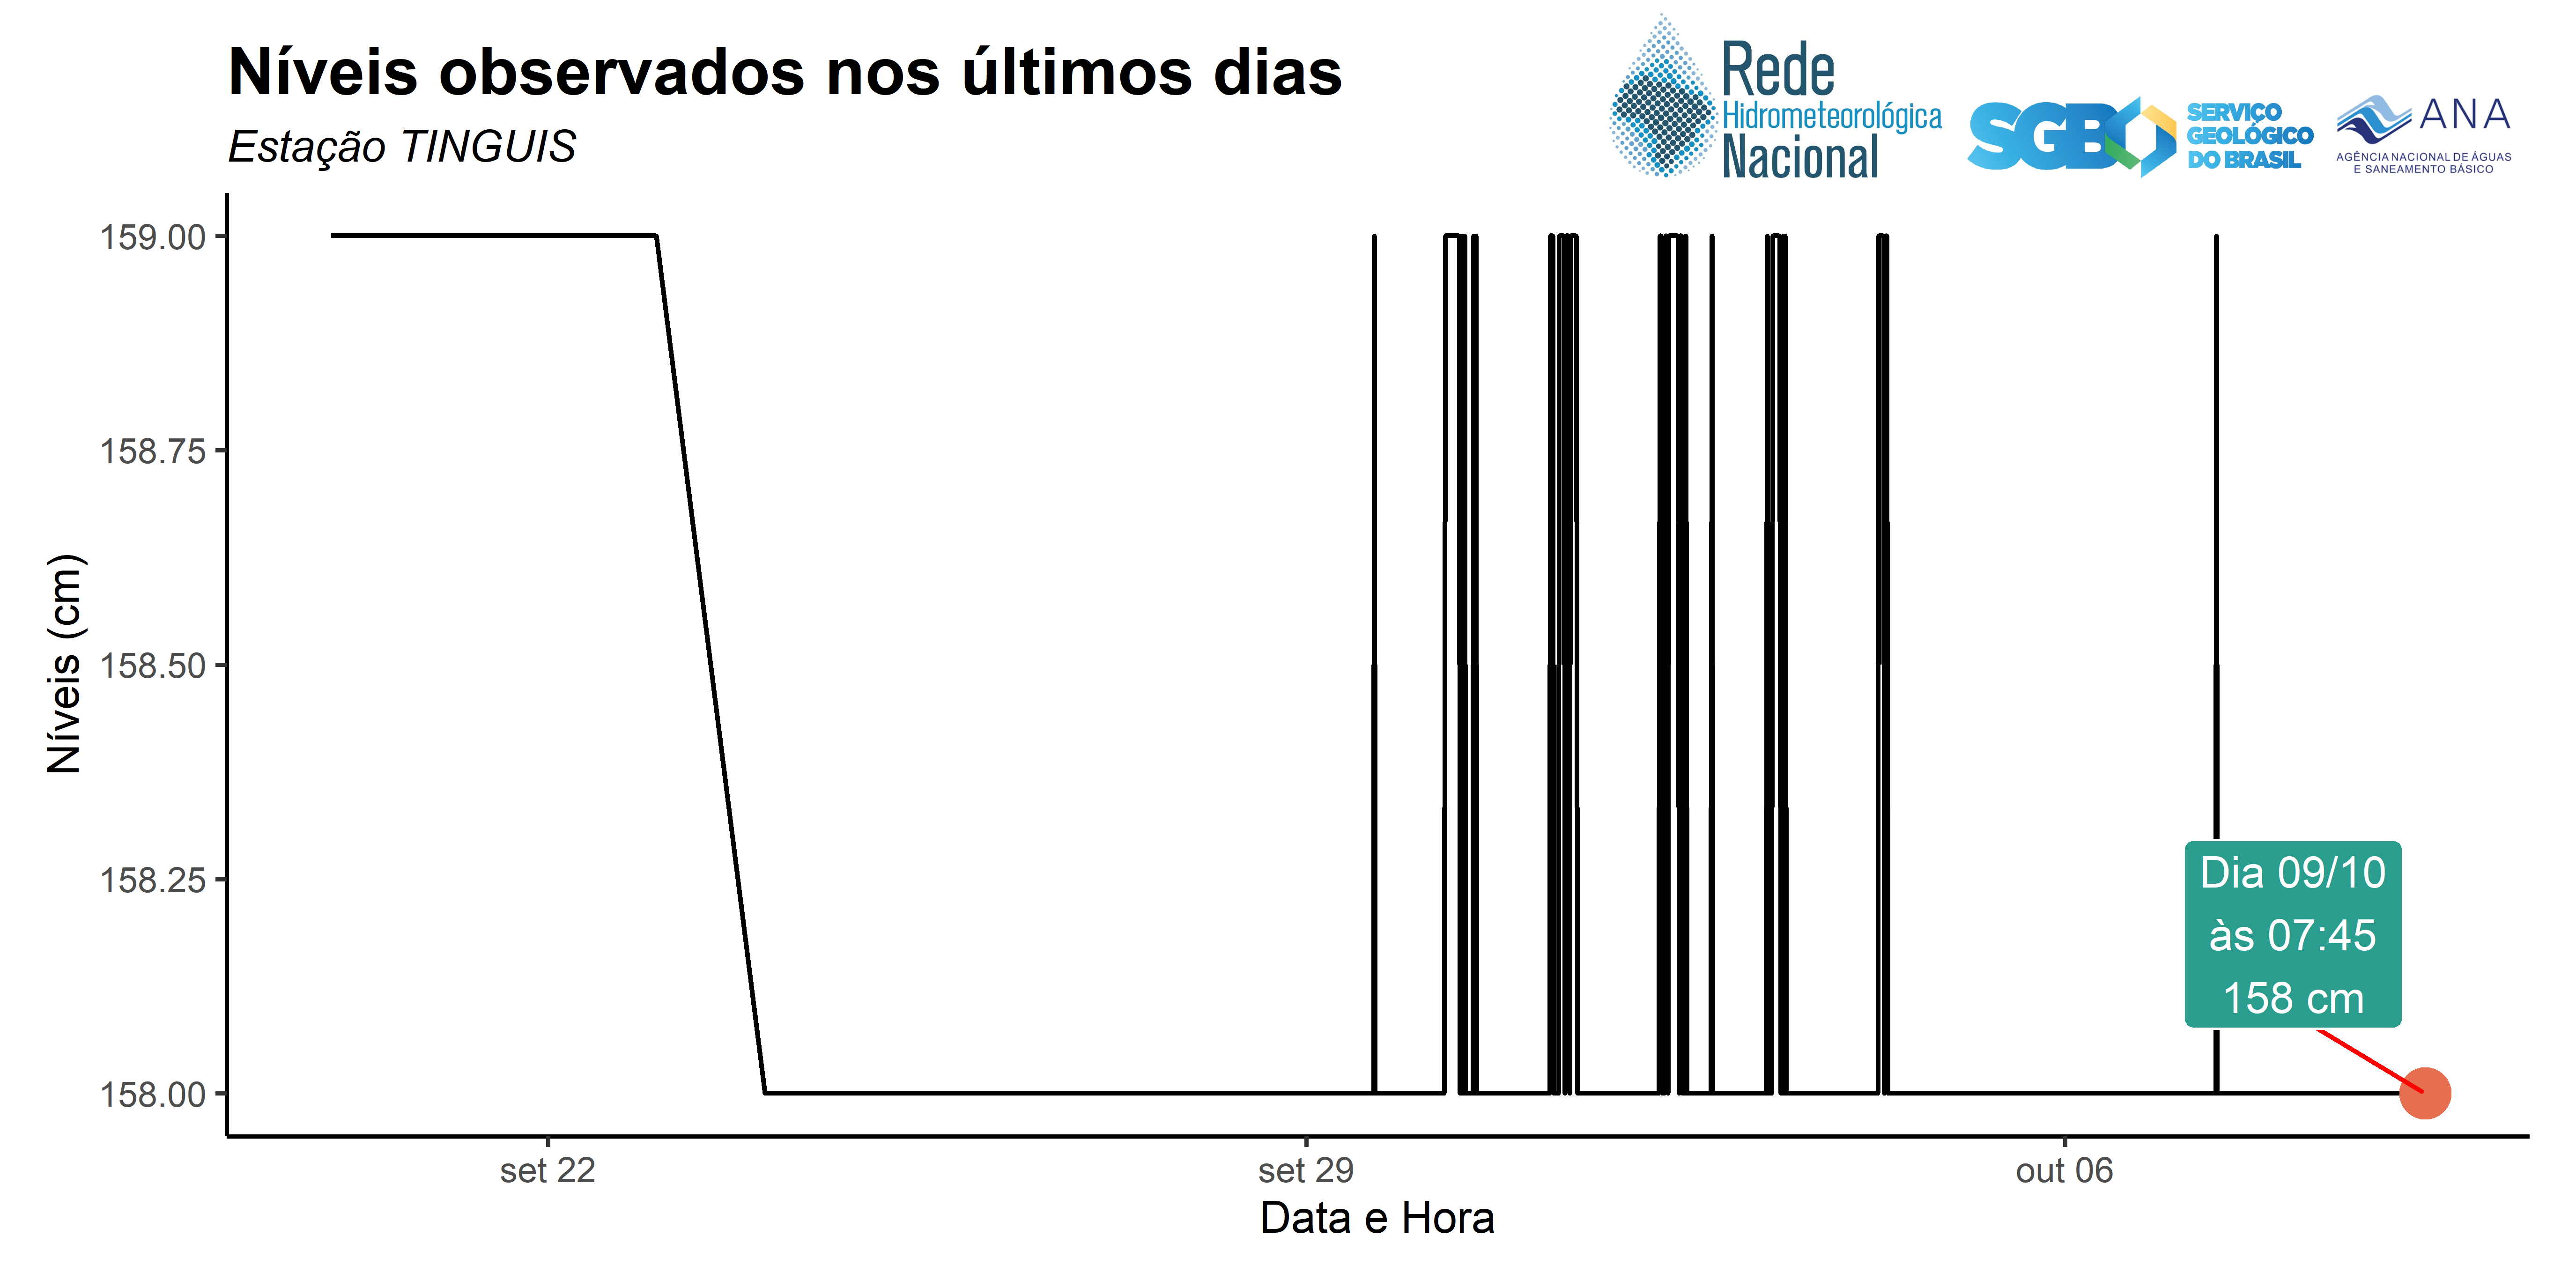 Níveis observados nos últimos dias
Estação TINGUIS
Rede
Hidrometeorológica
Nacional
SGB
SERVIÇO
GEOLÓGICO
DO BRASIL
ANA
AGÊNCIA NACIONAL DE ÁGUAS
E SANEAMENTO BÁSICO
Níveis (cm)
159.00
158.75
158.50
158.25
158.00
Dia 09/10
às 07:45
158 cm
set 22
set 29
out 06
Data e Hora